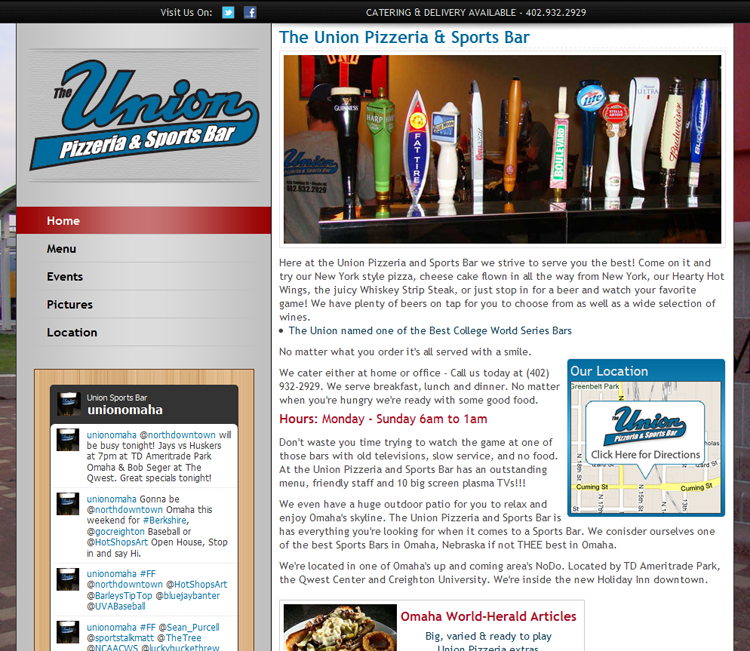 Visit Us On:
CATERING & DELIVERY AVAILABLE - 402.932.2929
The Union
Pizzeria & Sports Bar
Home
Menu
Events
Pictures
Location
Union Sports Bar
unionomaha
unionomaha @northdowntown will
be busy tonight! Jays vs Huskers
at 7pm at TD Ameritrade Park
Omaha & Bob Seger at The
Qwest. Great specials tonight!
unionomaha Gonna be
@northdowntown Omaha this
weekend for #Berkshire,
@gocreighton Baseball or
@HotShopsArt Open House, Stop
in and say Hi.
unionomaha #FF
@northdowntown @HotShopsArt
@BarleysTipTop @bluejaybanter
@UVABaseball
unionomaha #FF @Sean_Purcell
@sportstalkmatt @TheTree
@NCAACWS @luckybucketbrew
The Union Pizzeria & Sports Bar
GUINNESS
HARP
FAT TIRE
BOULEVARD
Lite
STELLA ARTOIS
ULTRA
Budweiser
BUD LIGHT
Union
402.932.2929
Here at the Union Pizzeria and Sports Bar we strive to serve you the best! Come on it and
try our New York style pizza, cheese cake flown in all the way from New York, our Hearty Hot
Wings, the juicy Whiskey Strip Steak, or just stop in for a beer and watch your favorite
game! We have plenty of beers on tap for you to choose from as well as a wide selection of
wines.
• The Union named one of the Best College World Series Bars
No matter what you order it's all served with a smile.
We cater either at home or office - Call us today at (402)
932-2929. We serve breakfast, lunch and dinner. No matter
when you're hungry we're ready with some good food.
Hours: Monday - Sunday 6am to 1am
Don't waste you time trying to watch the game at one of
those bars with old televisions, slow service, and no food.
At the Union Pizzeria and Sports Bar has an outstanding
menu, friendly staff and 10 big screen plasma TVs!!!
We even have a huge outdoor patio for you to relax and
enjoy Omaha's skyline. The Union Pizzeria and Sports Bar is
has everything you're looking for when it comes to a Sports Bar. We conisder ourselves one
of the best Sports Bars in Omaha, Nebraska if not THEE best in Omaha.
We're located in one of Omaha's up and coming area's NoDo. Located by TD Ameritrade Park,
the Qwest Center and Creighton University. We're inside the new Holiday Inn downtown.
Our Location
Greenbelt Park
The Union
Pizzeria & Sports Bar
Click Here for Directions
Cuming St
Cuming St
Omaha World-Herald Articles
Big, varied & ready to play
Union Pizzeria extras